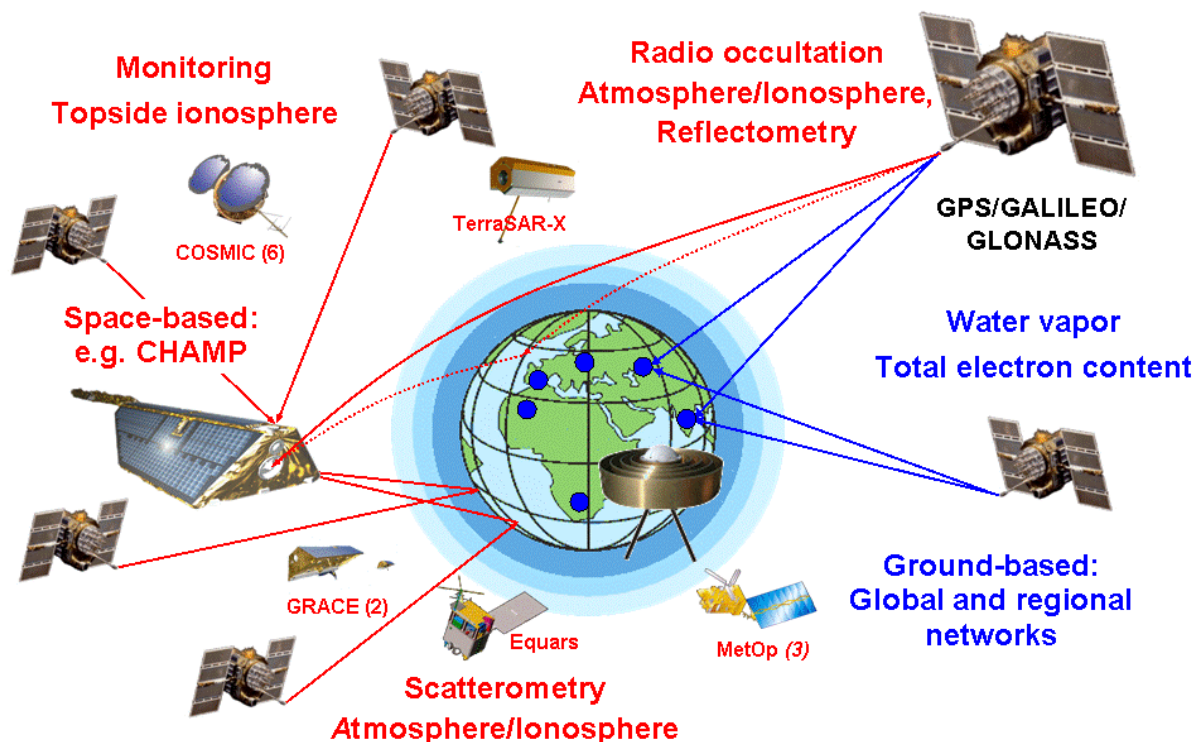 Monitoring
Topside ionosphere
Radio occultation
Atmosphere/Ionosphere,
Reflectometry
COSMIC (6)
TerraSAR-X
GPS/GALILEO/
GLONASS
Space-based:
e.g. CHAMP
Water vapor
Total electron content
GRACE (2)
Equars
MetOp (3)
Ground-based:
Global and regional
networks
Scatterometry
Atmosphere/Ionosphere